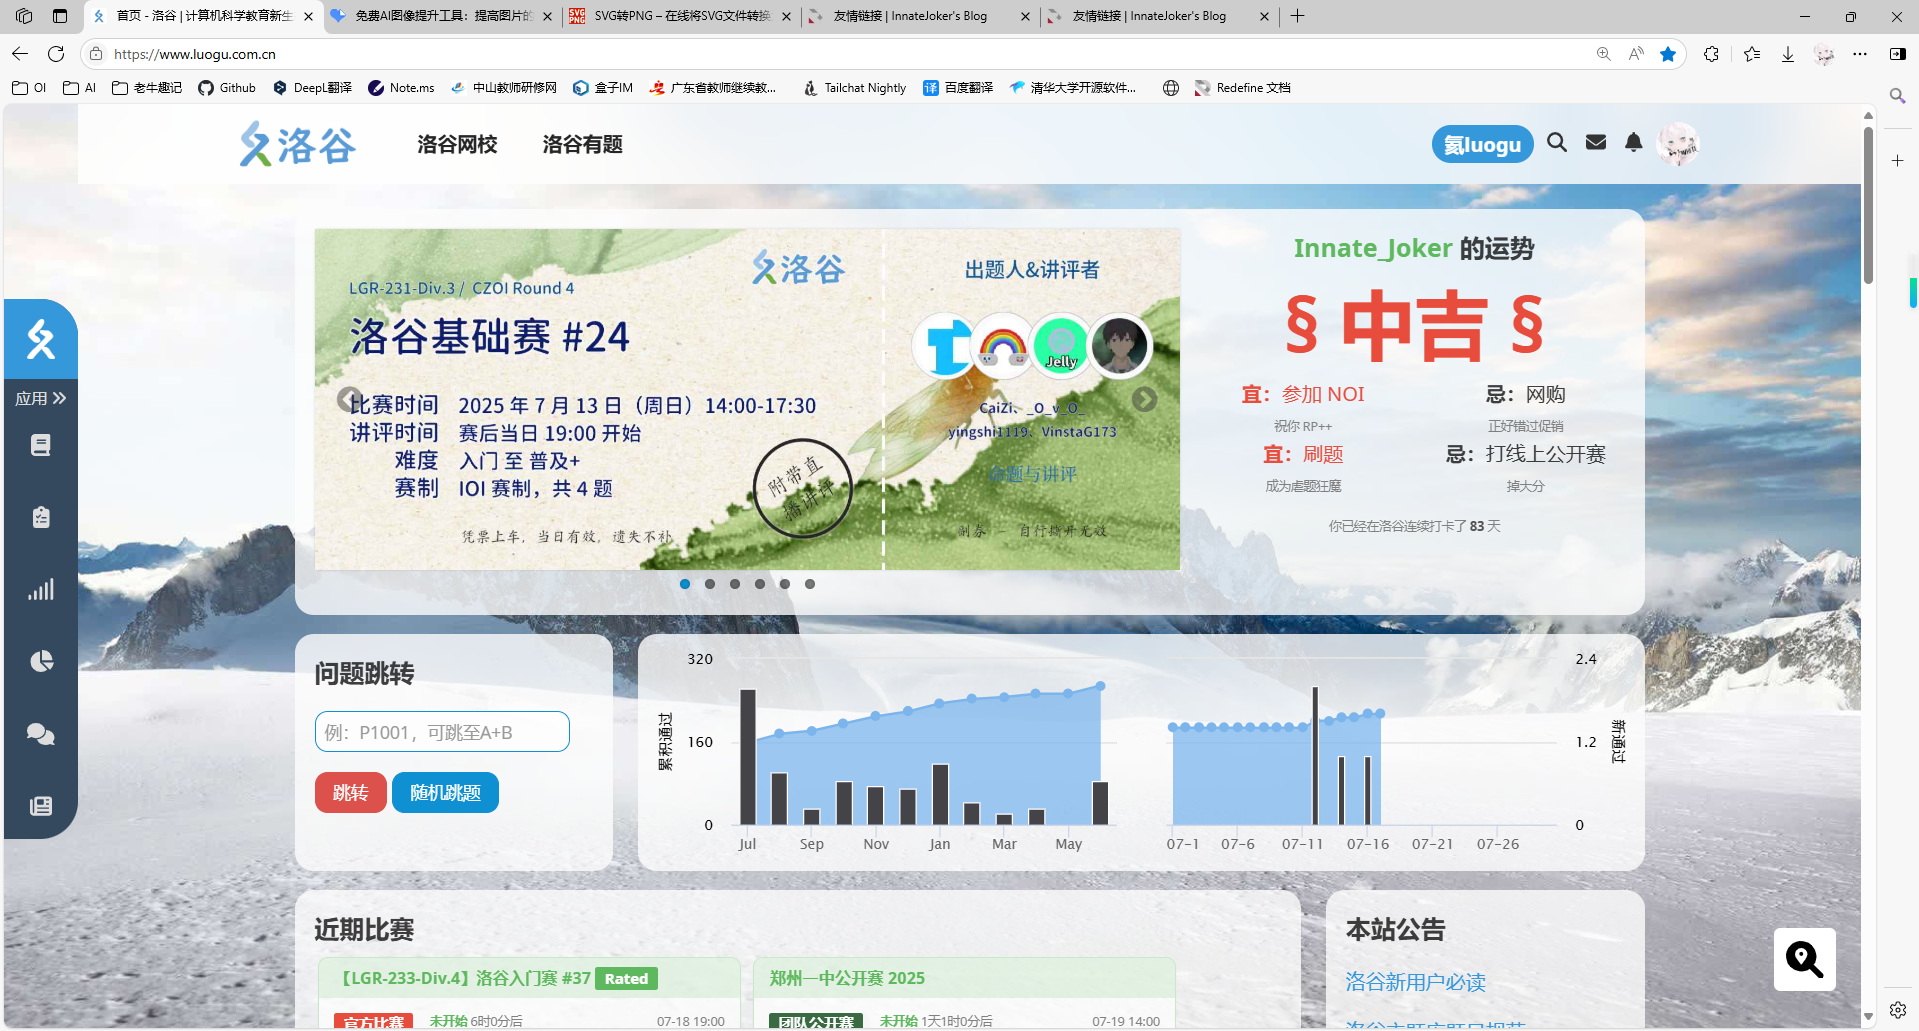 首页 - 洛谷 | 计算机科学教育新生
免费AI图像提升工具：提高图片的
SVG转PNG – 在线将SVG文件转换
友情链接 | InnateJoker's Blog
友情链接 | InnateJoker's Blog
https://www.luogu.com.cn
OI
AI
老牛趣记
Github
DeepL翻译
Note.ms
中山教师研修网
盒子IM
广东省教师继续教...
Tailchat Nightly
百度翻译
清华大学开源软件...
Redefine 文档
洛谷
洛谷网校
洛谷有题
氦luogu
应用
LGR-231-Div.3 / CZOI Round 4
洛谷基础赛 #24
比赛时间 2025 年 7 月 13 日（周日）14:00-17:30
讲评时间 赛后当日 19:00 开始
难度 入门 至 普及+
赛制 IOI 赛制，共 4 题
凭票上车，当日有效，遗失不补
附带直
播讲评
洛谷
出题人&讲评者
Jelly
CaiZi、_O_v_O_
yingshi1119、VinstaG173
命题与讲评
副券 — 自行撕开无效
Innate_Joker 的运势
§ 中吉 §
宜：参加 NOI
祝你 RP++
忌：网购
正好错过促销
宜：刷题
成为虐题狂魔
忌：打线上公开赛
掉大分
你已经在洛谷连续打卡了 83 天
问题跳转
例：P1001，可跳至A+B
跳转
随机跳题
320
160
0
累积通过
Jul
Sep
Nov
Jan
Mar
May
07-1
07-6
07-11
07-16
07-21
07-26
2.4
1.2
0
新通过
近期比赛
【LGR-233-Div.4】洛谷入门赛 #37 Rated
官方比赛 未开始 6时0分后 07-18 19:00
郑州一中公开赛 2025
团队公开赛 未开始 1天1时0分后 07-19 14:00
本站公告
洛谷新用户必读